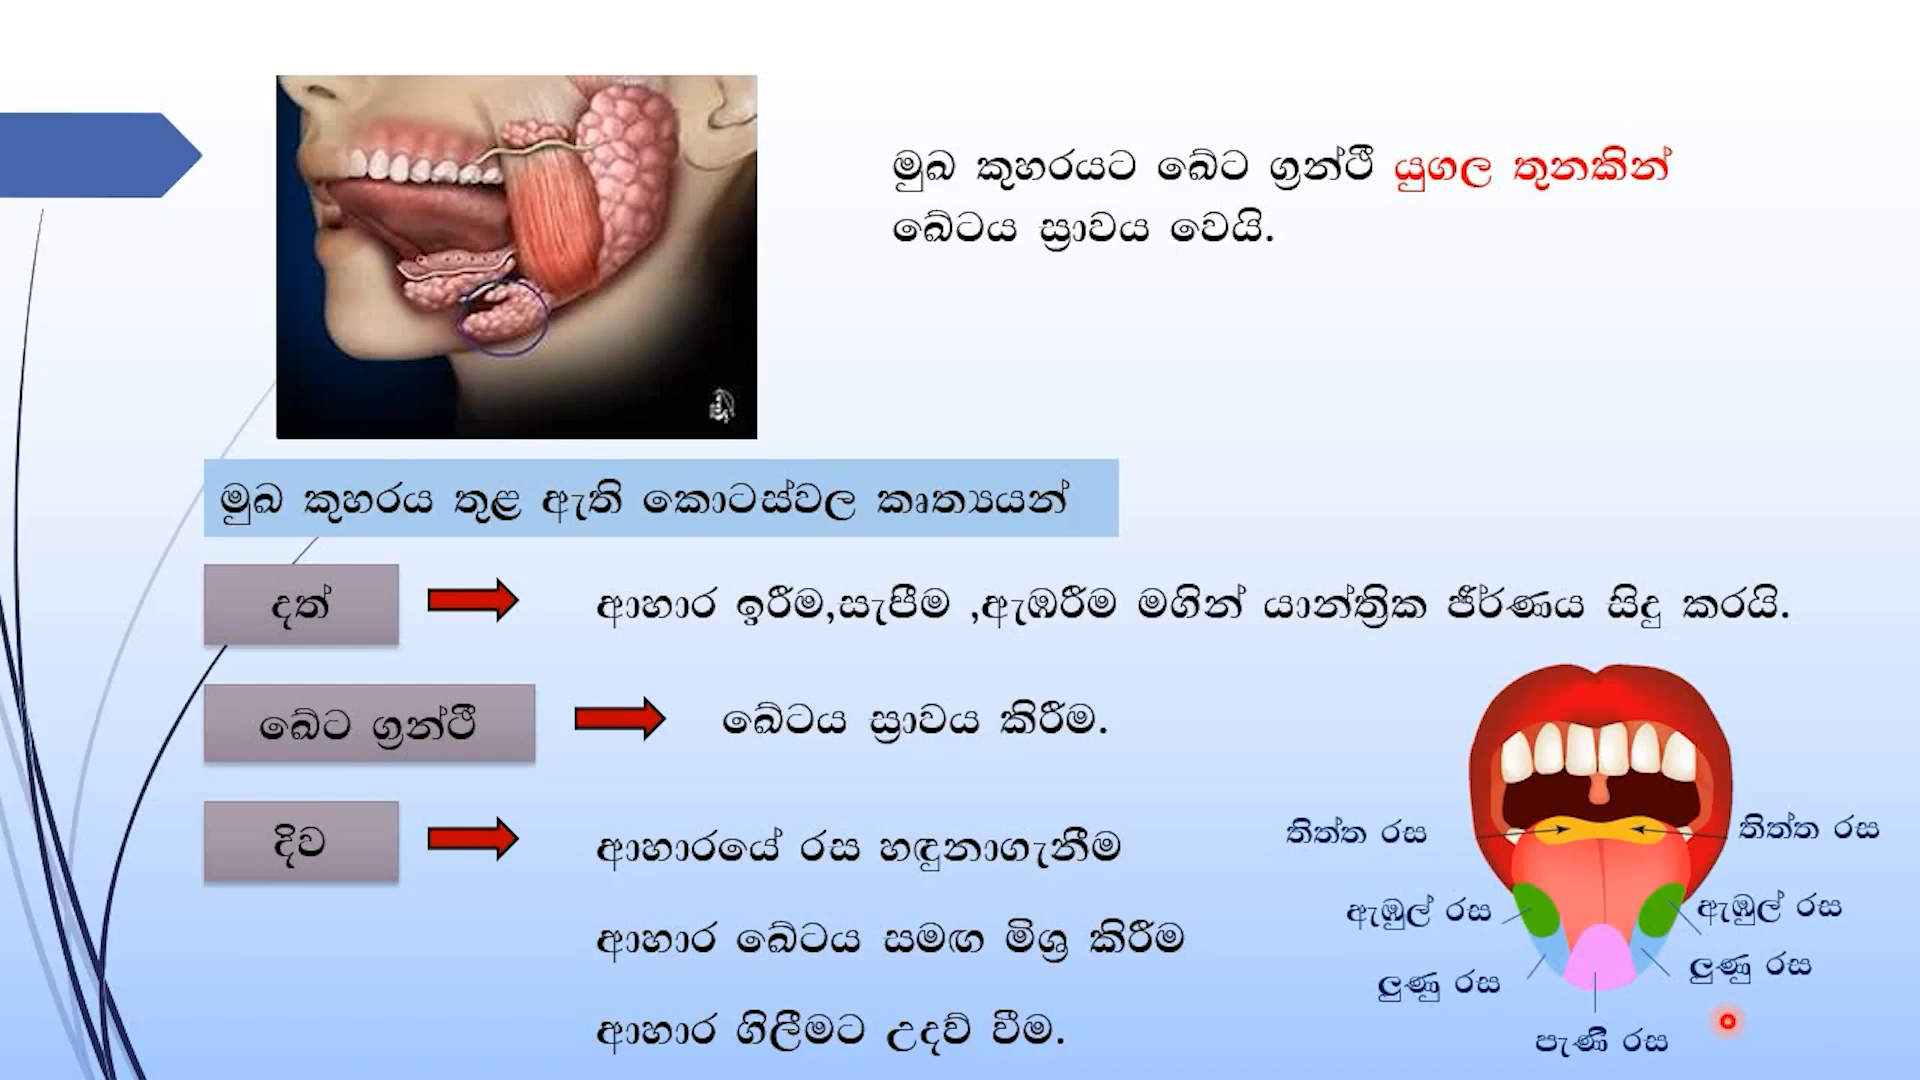 මුඛ කුහරයට ඛේට ග්‍රන්ථි යුගල තුනකින්
ඛේටය ස්‍රාවය වෙයි.
මුඛ කුහරය තුළ ඇති කොටස්වල කෘත්‍යයන්
දත්
ආහාර ඉරීම,සැපීම ,ඇඹරීම මගින් යාන්ත්‍රික ජීර්ණය සිදු කරයි.
ඛේට ග්‍රන්ථි
ඛේටය ස්‍රාවය කිරීම.
දිව
ආහාරයේ රස හඳුනාගැනීම
ආහාර ඛේටය සමඟ මිශ්‍ර කිරීම
ආහාර ගිලීමට උදව් වීම.
තිත්ත රස
තිත්ත රස
ඇඹුල් රස
ඇඹුල් රස
ලුණු රස
ලුණු රස
පැණි රස